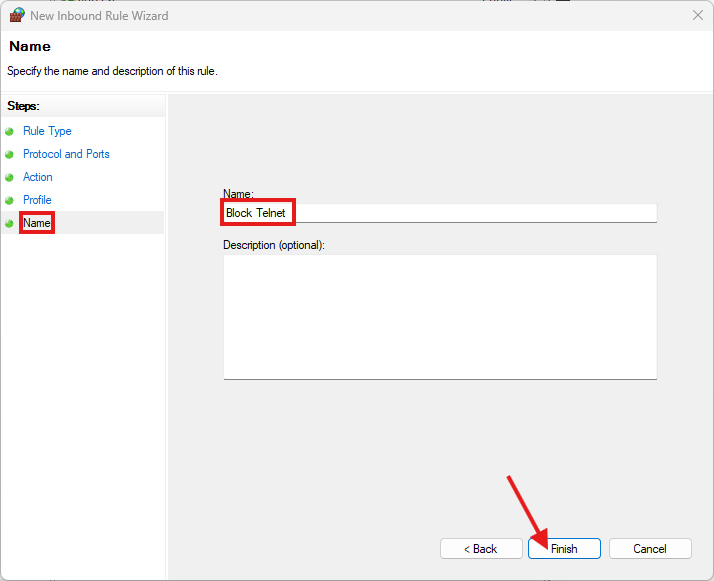 New Inbound Rule Wizard
Name
Specify the name and description of this rule.
Steps:
Rule Type
Protocol and Ports
Action
Profile
Name
Name:
Block Telnet
Description (optional):
< Back
Finish
Cancel